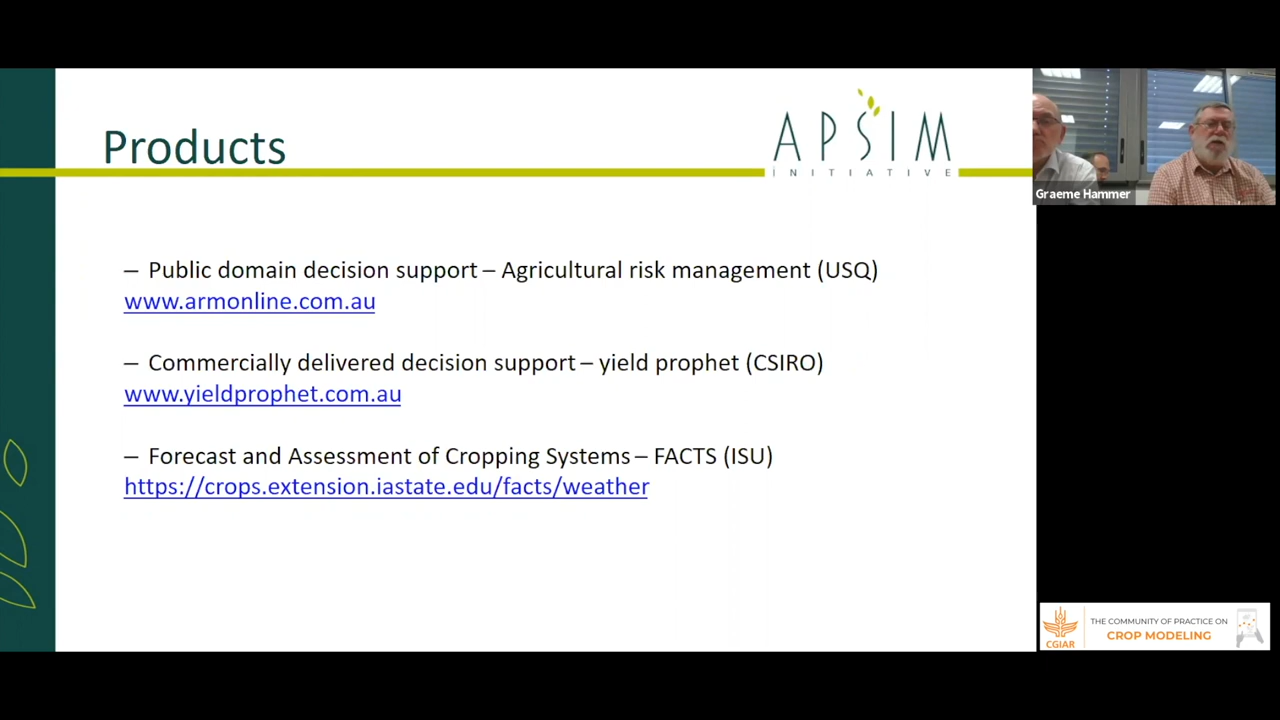 Products
APSIM
INITIATIVE
– Public domain decision support – Agricultural risk management (USQ)
www.armonline.com.au
– Commercially delivered decision support – yield prophet (CSIRO)
www.yieldprophet.com.au
– Forecast and Assessment of Cropping Systems – FACTS (ISU)
https://crops.extension.iastate.edu/facts/weather
Graeme Hammer
CGIAR
THE COMMUNITY OF PRACTICE ON
CROP MODELING